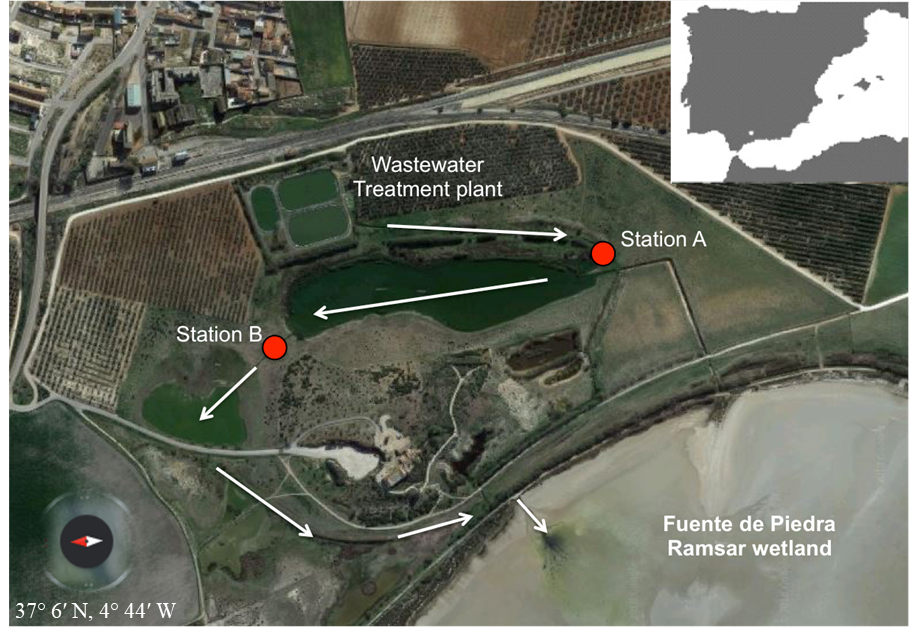 Wastewater
Treatment plant
Station A
Station B
Fuente de Piedra
Ramsar wetland
37° 6′ N, 4° 44′ W